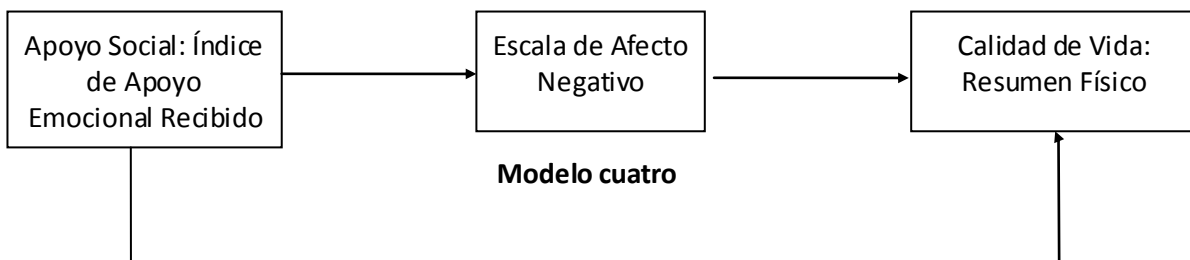 Apoyo Social: Índice
de Apoyo
Emocional Recibido
Escala de Afecto
Negativo
Calidad de Vida:
Resumen Físico
Modelo cuatro